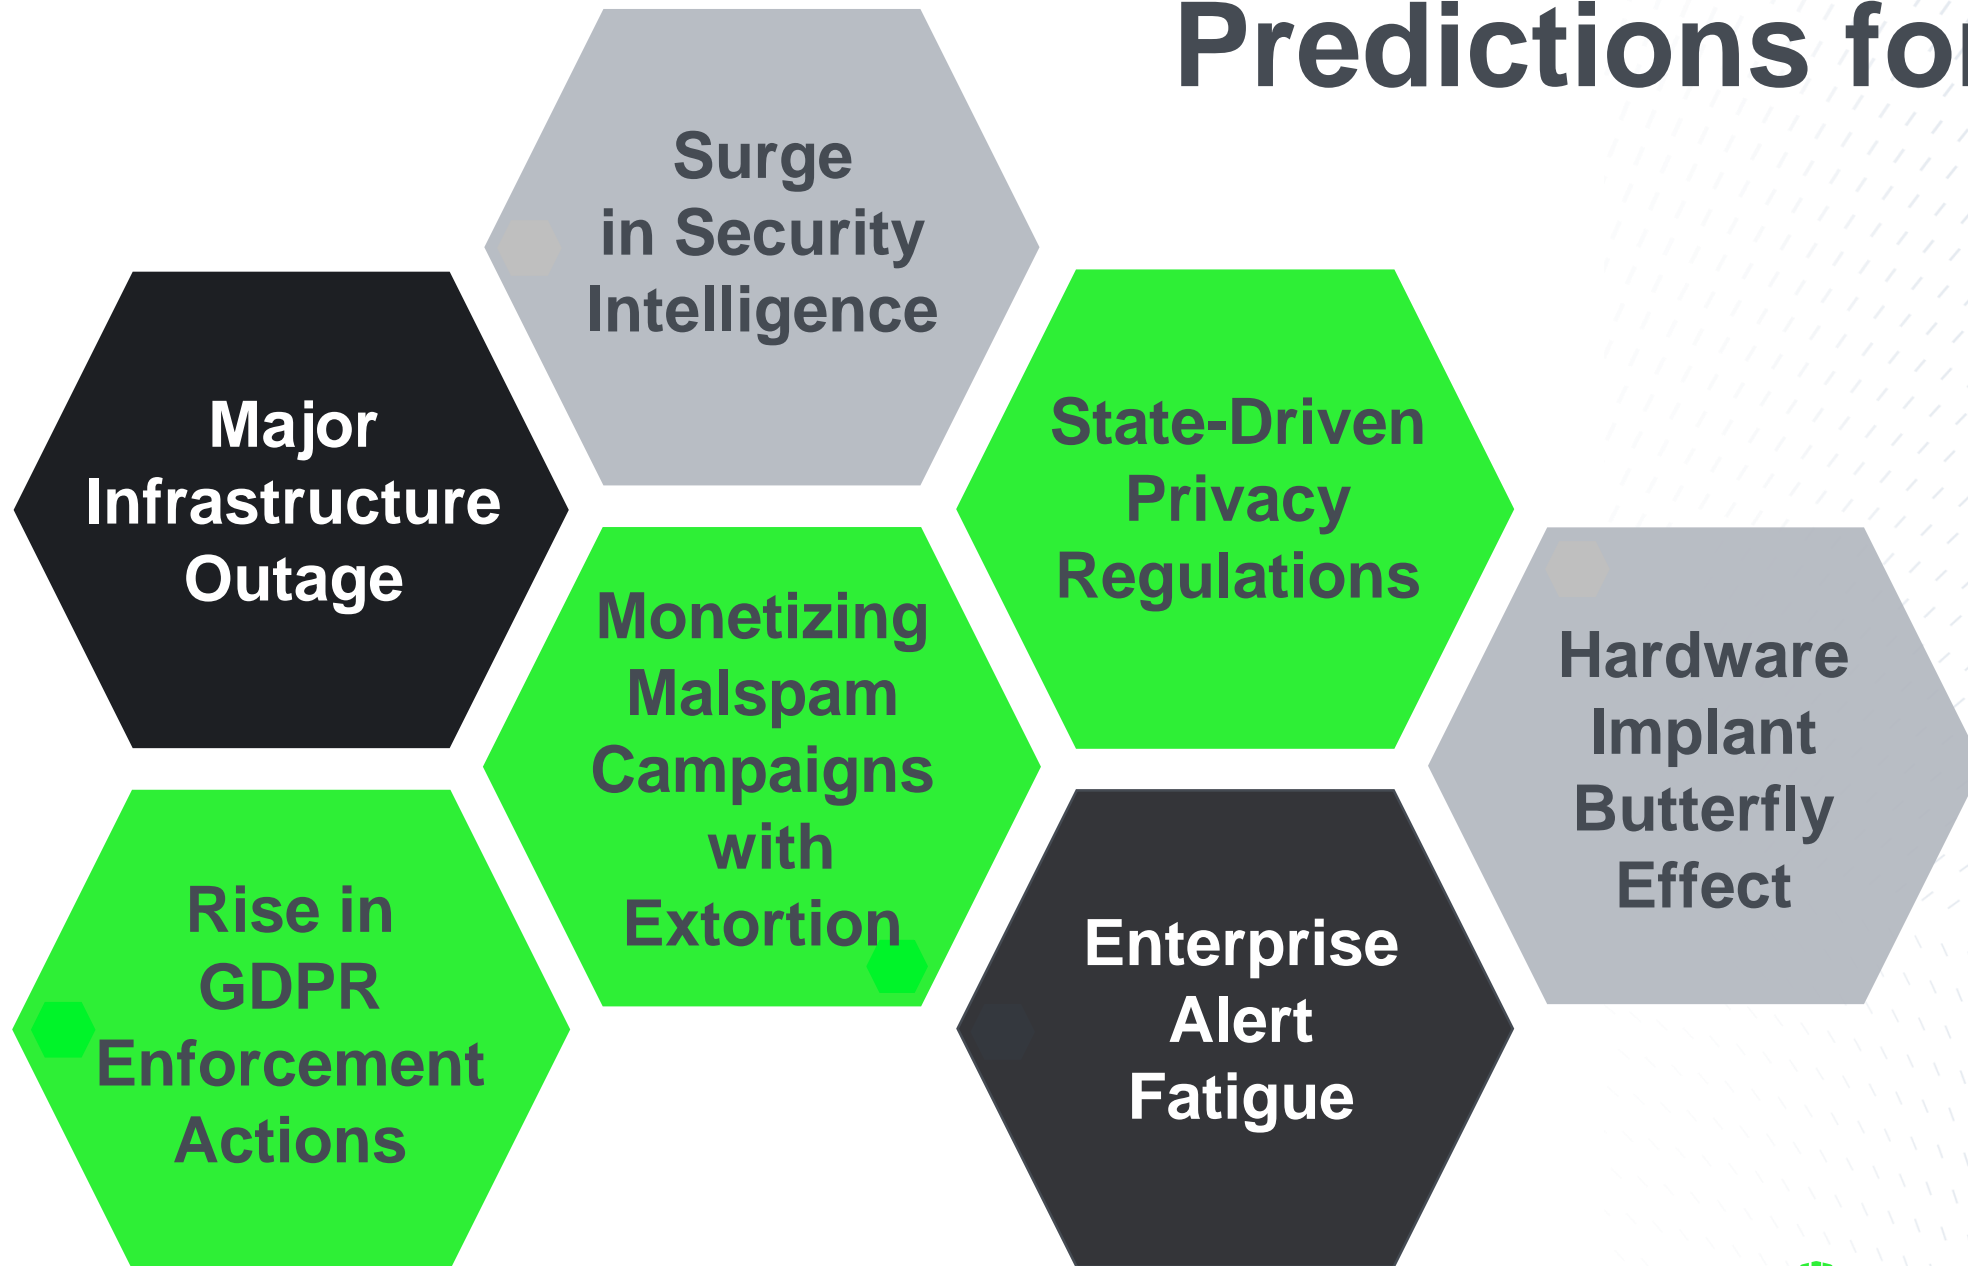 Predictions for
Surge
in Security
Intelligence
Major
Infrastructure
Outage
State-Driven
Privacy
Regulations
Monetizing
Malspam
Campaigns
with
Extortion
Hardware
Implant
Butterfly
Effect
Rise in
GDPR
Enforcement
Actions
Enterprise
Alert
Fatigue